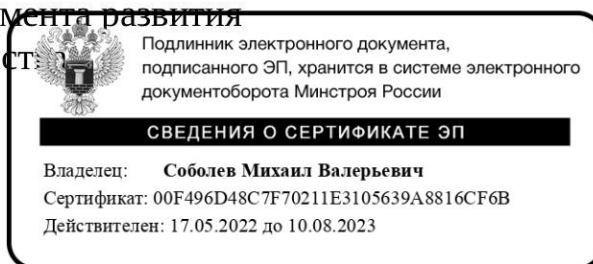 мента развития
ст
Подлинник электронного документа,
подписанного ЭП, хранится в системе электронного
документооборота Минстроя России
СВЕДЕНИЯ О СЕРТИФИКАТЕ ЭП
Владелец: Соболев Михаил Валерьевич
Сертификат: 00F496D48C7F70211E3105639A8816CF6B
Действителен: 17.05.2022 до 10.08.2023